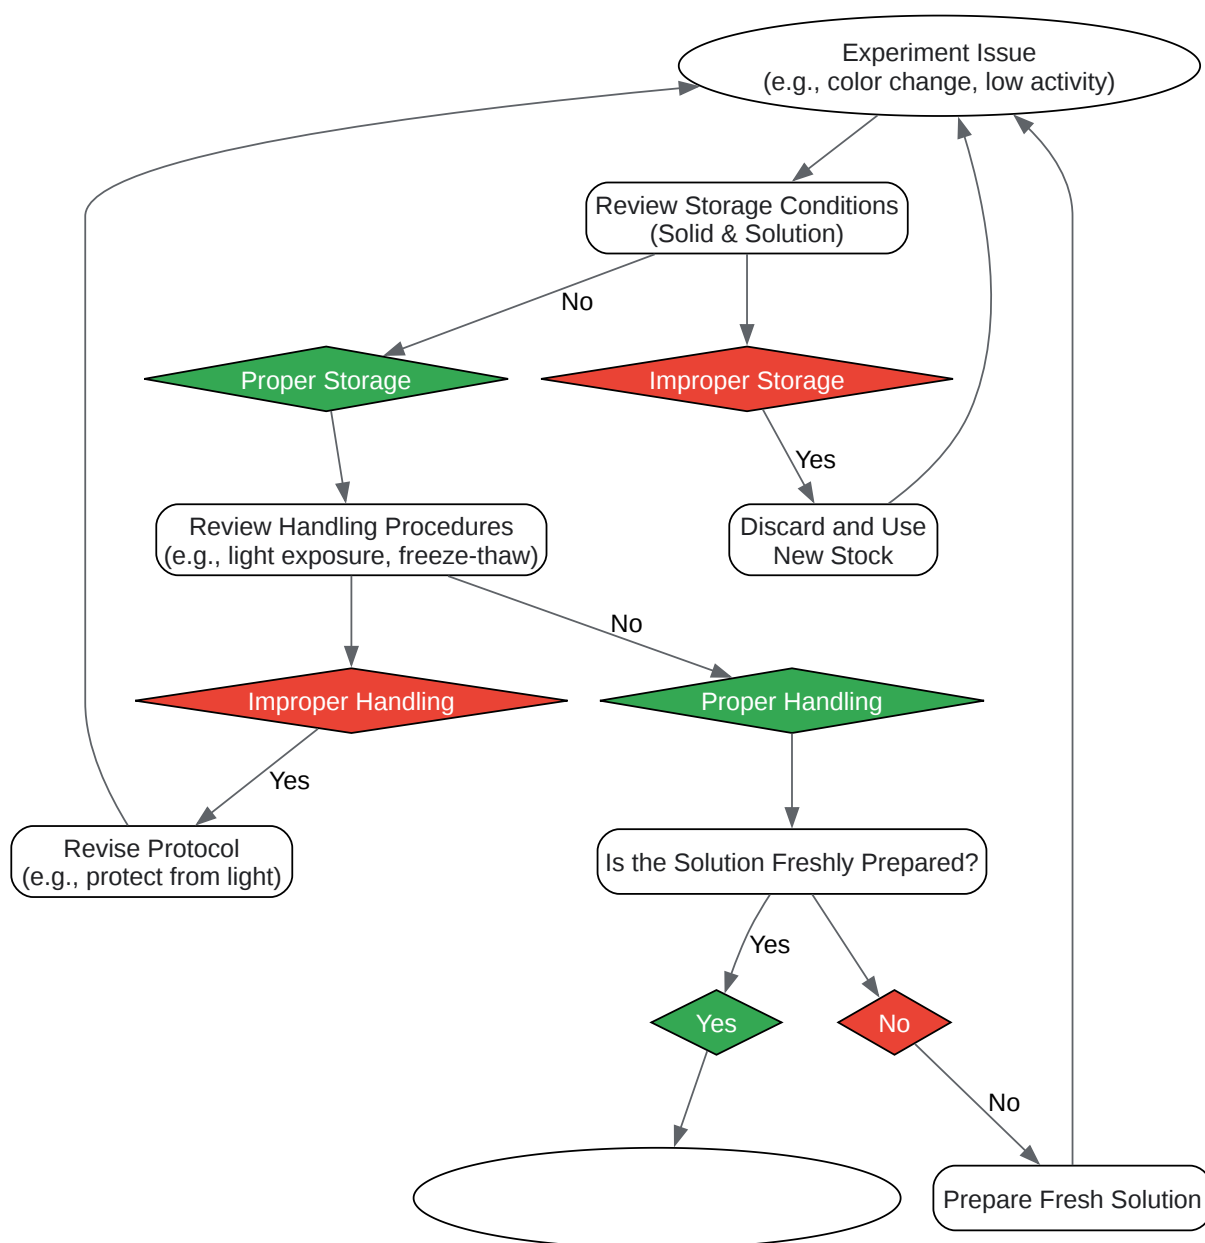 Experiment Issue
(e.g., color change, low activity)
Review Storage Conditions
(Solid & Solution)
No
Proper Storage
Improper Storage
Yes
Review Handling Procedures
(e.g., light exposure, freeze-thaw)
Discard and Use
New Stock
No
Improper Handling
Proper Handling
Yes
Revise Protocol
(e.g., protect from light)
Is the Solution Freshly Prepared?
Yes
Yes
No
No
Prepare Fresh Solution